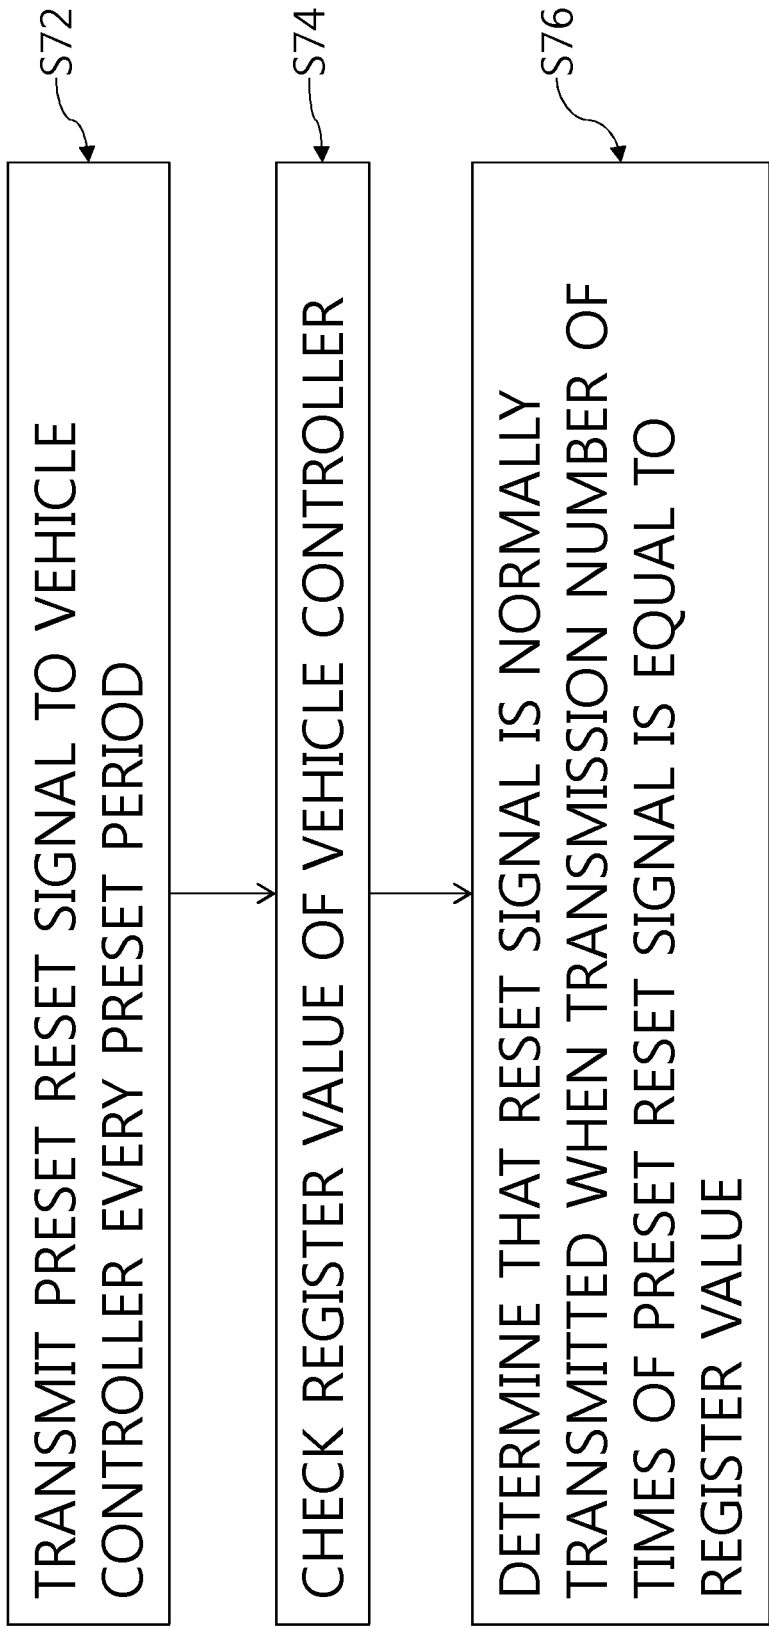 TRANSMIT PRESET RESET SIGNAL TO VEHICLE
CONTROLLER EVERY PRESET PERIOD
S72
CHECK REGISTER VALUE OF VEHICLE CONTROLLER
S74
DETERMINE THAT RESET SIGNAL IS NORMALLY
TRANSMITTED WHEN TRANSMISSION NUMBER OF
TIMES OF PRESET RESET SIGNAL IS EQUAL TO
REGISTER VALUE
S76